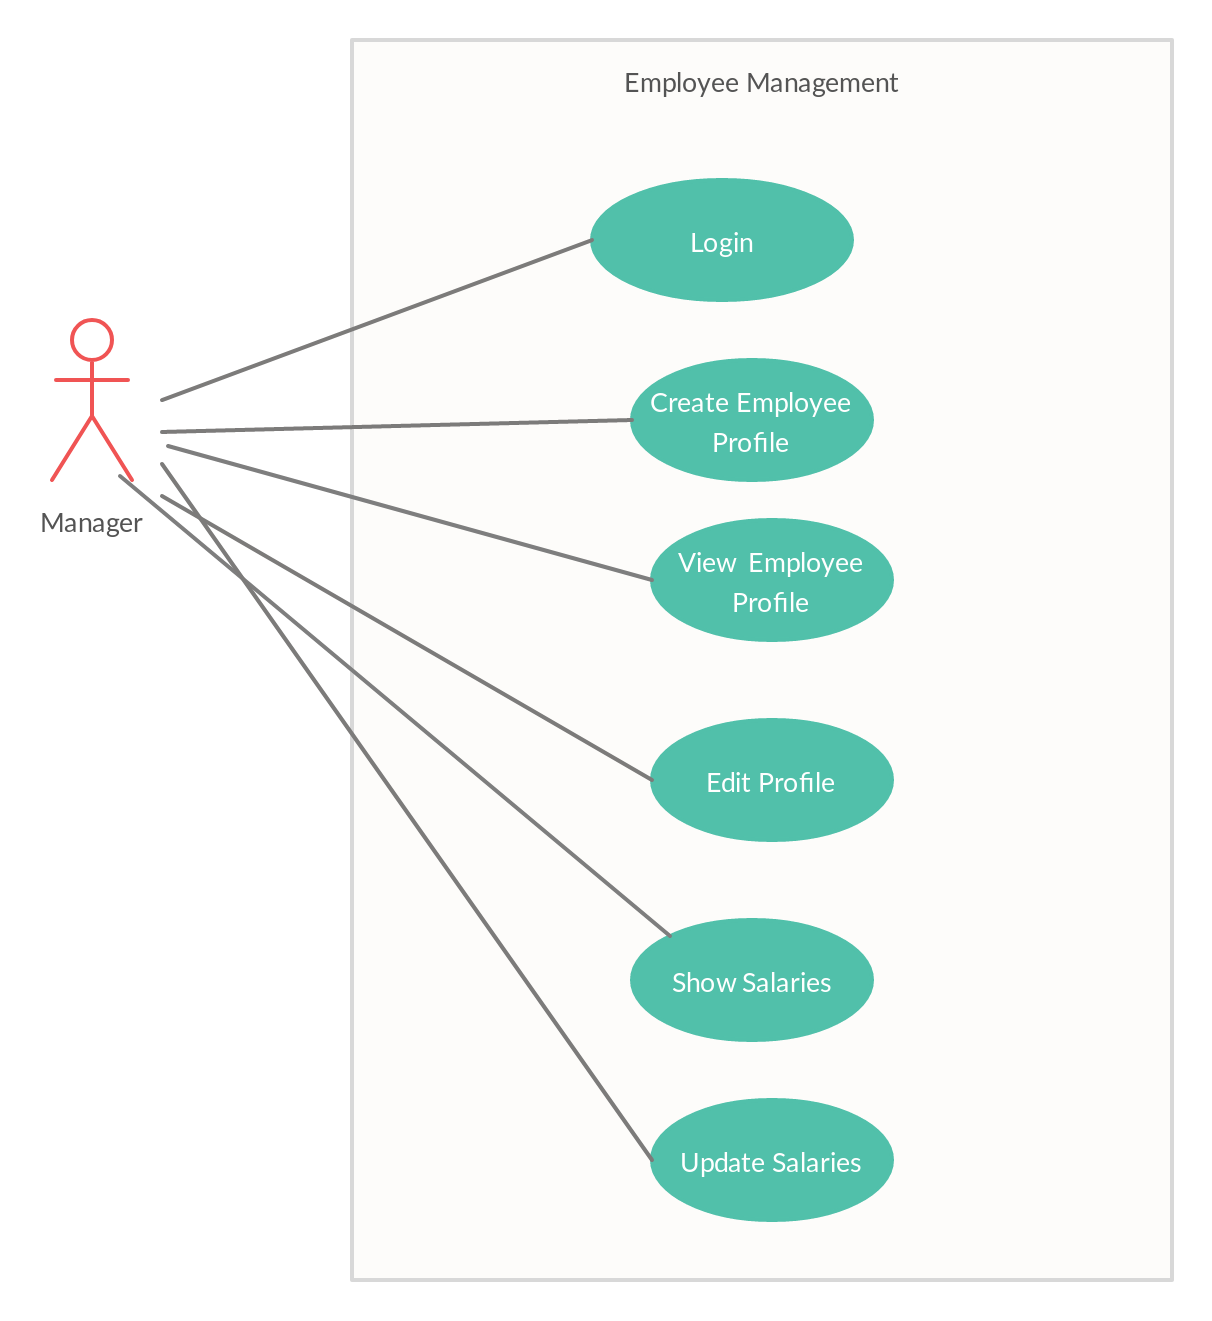 Employee Management
Login
Create Employee
Profile
View  Employee
Profile
Manager
Edit Profile
Show Salaries
Update Salaries